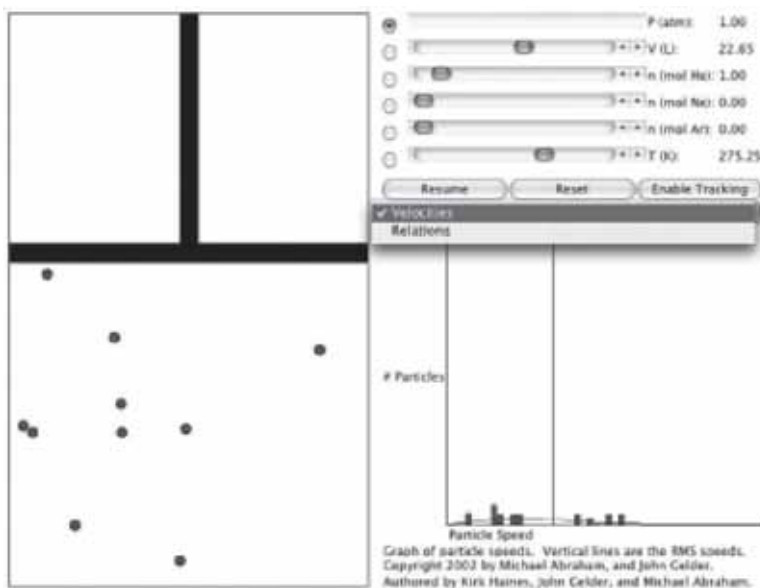 P (atm): 1.00
V (L): 22.65
n (mol He): 1.00
n (mol Ne): 0.00
n (mol Ar): 0.00
T (K): 275.25
Resume Reset Enable Tracking
✓ Velocities
Relations
# Particles
Particle Speed
Graph of particle speeds. Vertical lines are the RMS speeds.
Copyright 2002 by Michael Abraham, and John Gelder.
Authored by Kirk Haines, John Gelder, and Michael Abraham.